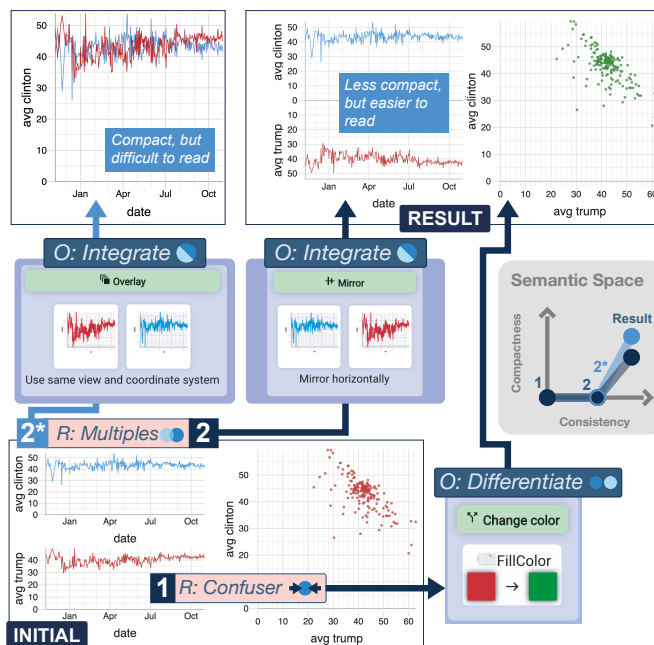 50
40
30
20
10
0
avg clinton
Jan
Apr
Jul
Oct
date
Compact, but
difficult to read
50
40
30
20
10
0
avg clinton
10
20
30
40
50
avg trump
Jan
Apr
Jul
Oct
date
Less compact,
but easier to
read
50
40
30
20
10
0
avg clinton
0
10
20
30
40
50
60
avg trump
RESULT
O: Integrate
Overlay
Use same view and coordinate system
O: Integrate
Mirror
Mirror horizontally
Semantic Space
Compactness
Consistency
1
2
2*
Result
2*
R: Multiples
2
50
40
30
20
10
0
avg clinton
Jan
Apr
Jul
Oct
date
40
30
20
10
0
avg trump
Jan
Apr
Jul
Oct
date
50
40
30
20
10
0
avg clinton
0
10
20
30
40
50
60
avg trump
1
R: Confuser
INITIAL
O: Differentiate
Change color
FillColor